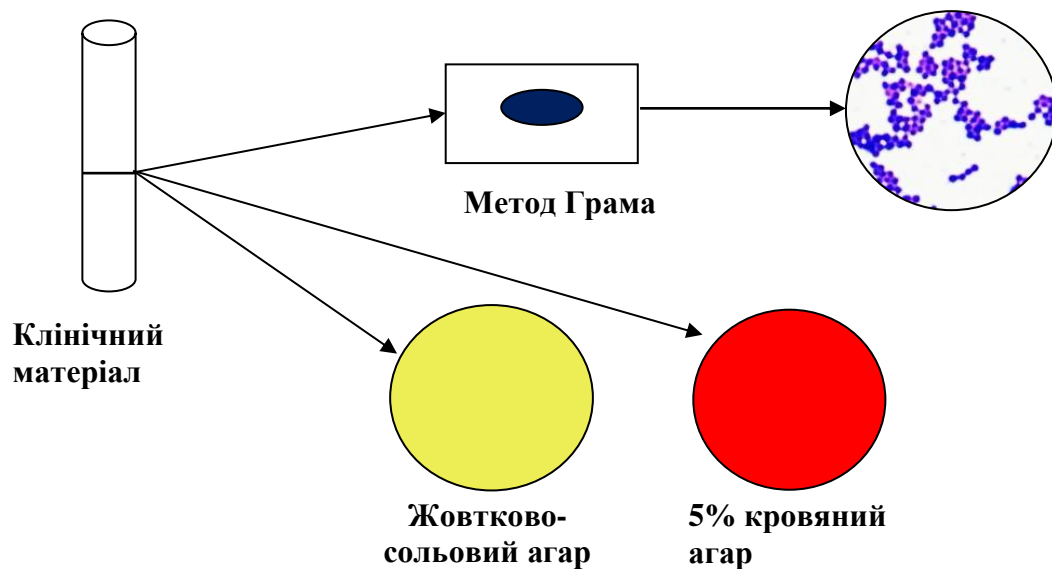 Метод Грама
Клінічний
матеріал
Жовтково-
сольовий агар
5% кровяний
агар